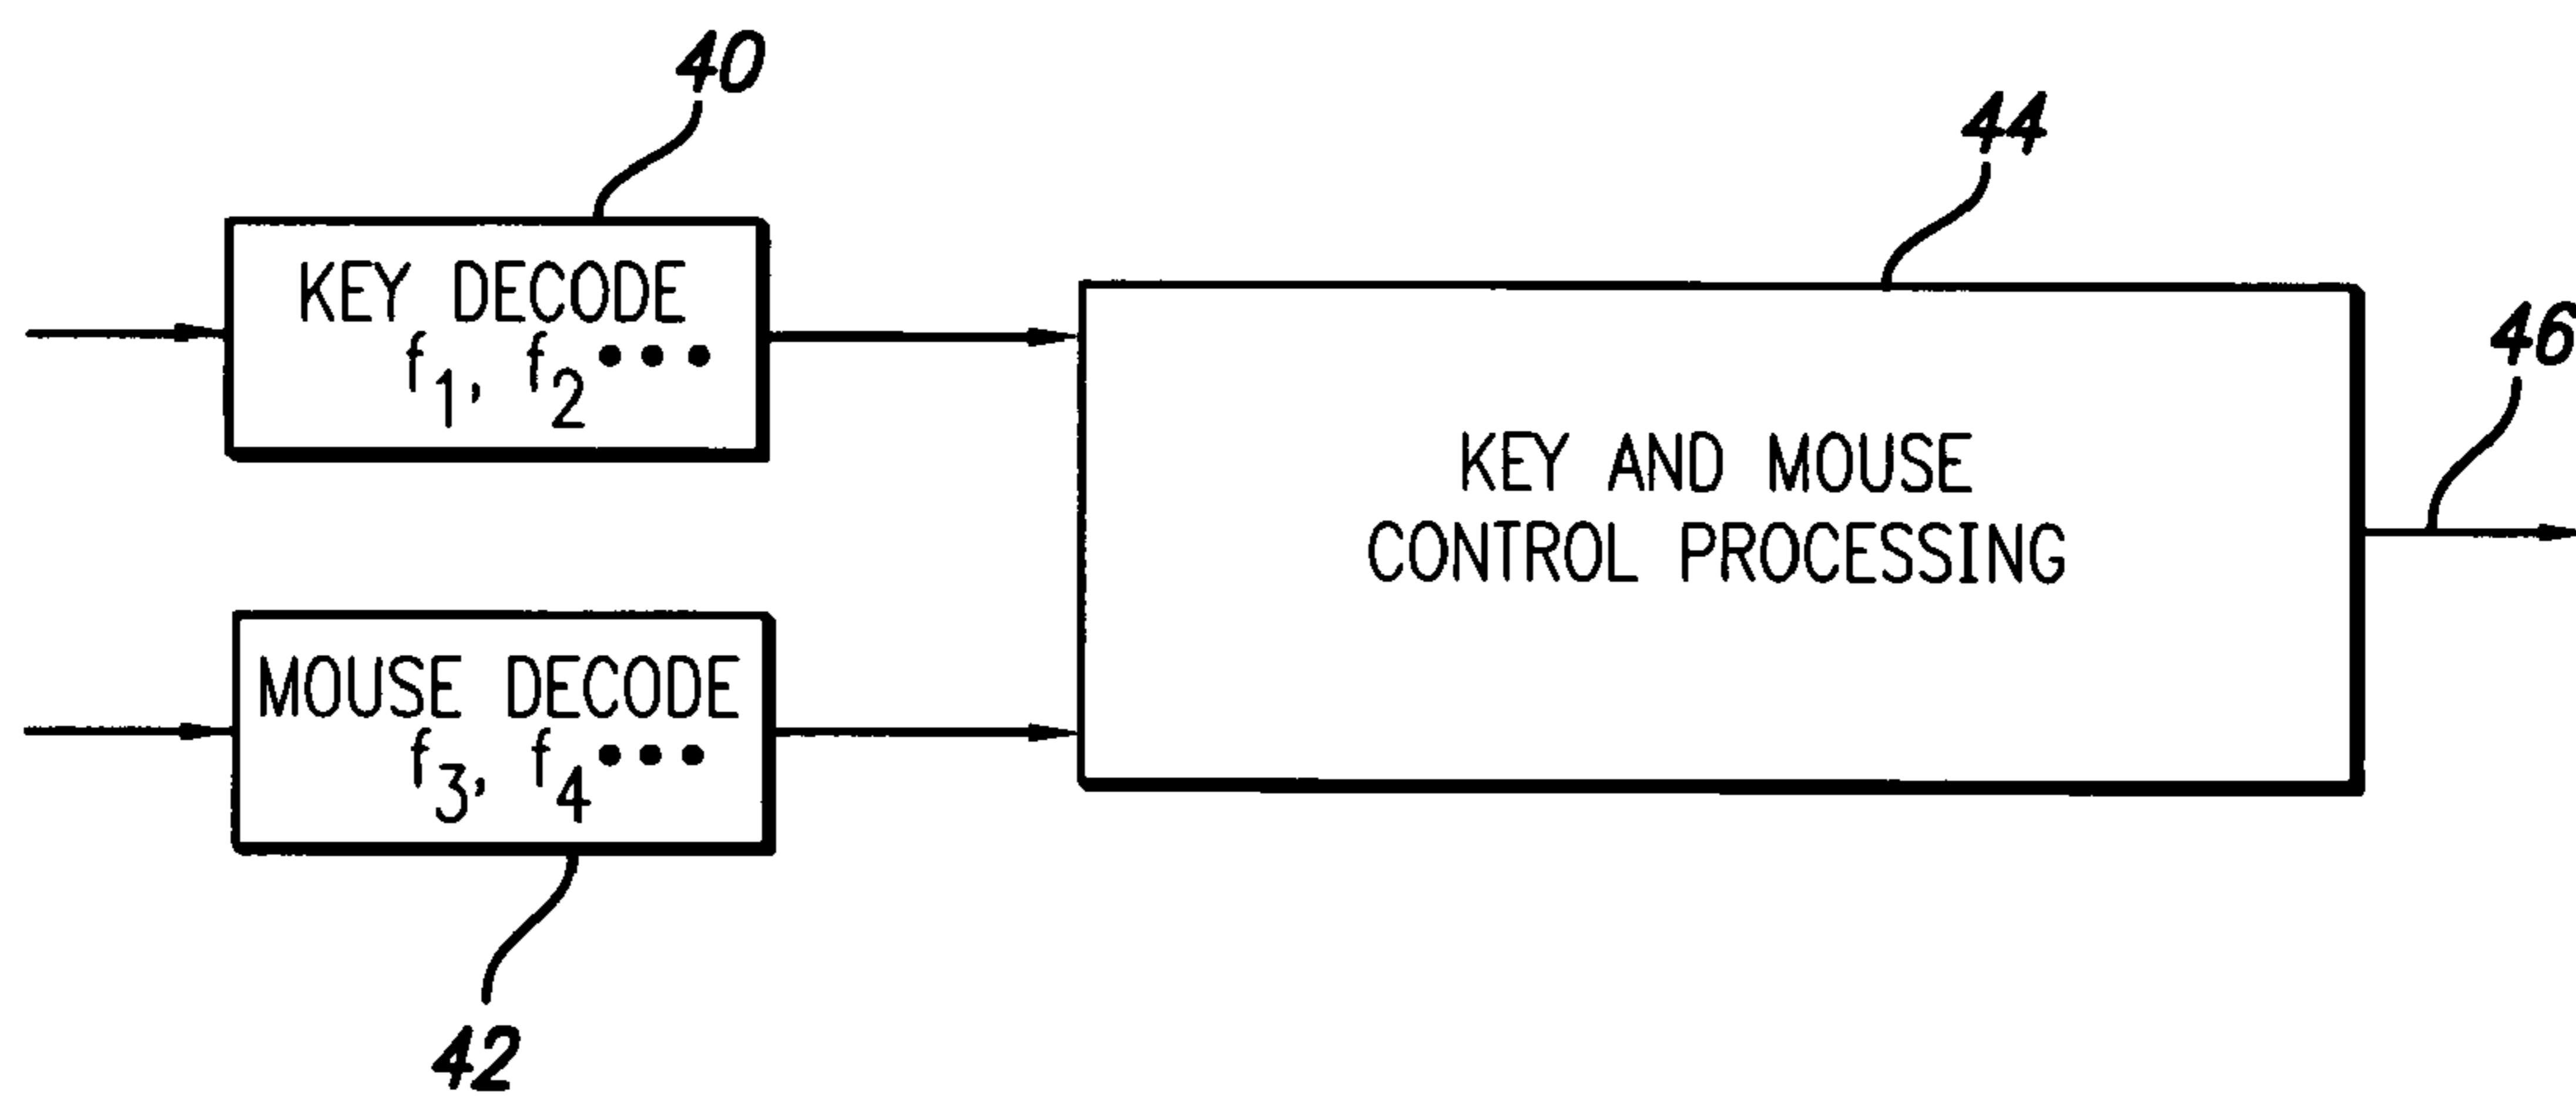 40
44
KEY DECODE
f1, f2 •••
46
KEY AND MOUSE
CONTROL PROCESSING
MOUSE DECODE
f3, f4 •••
42